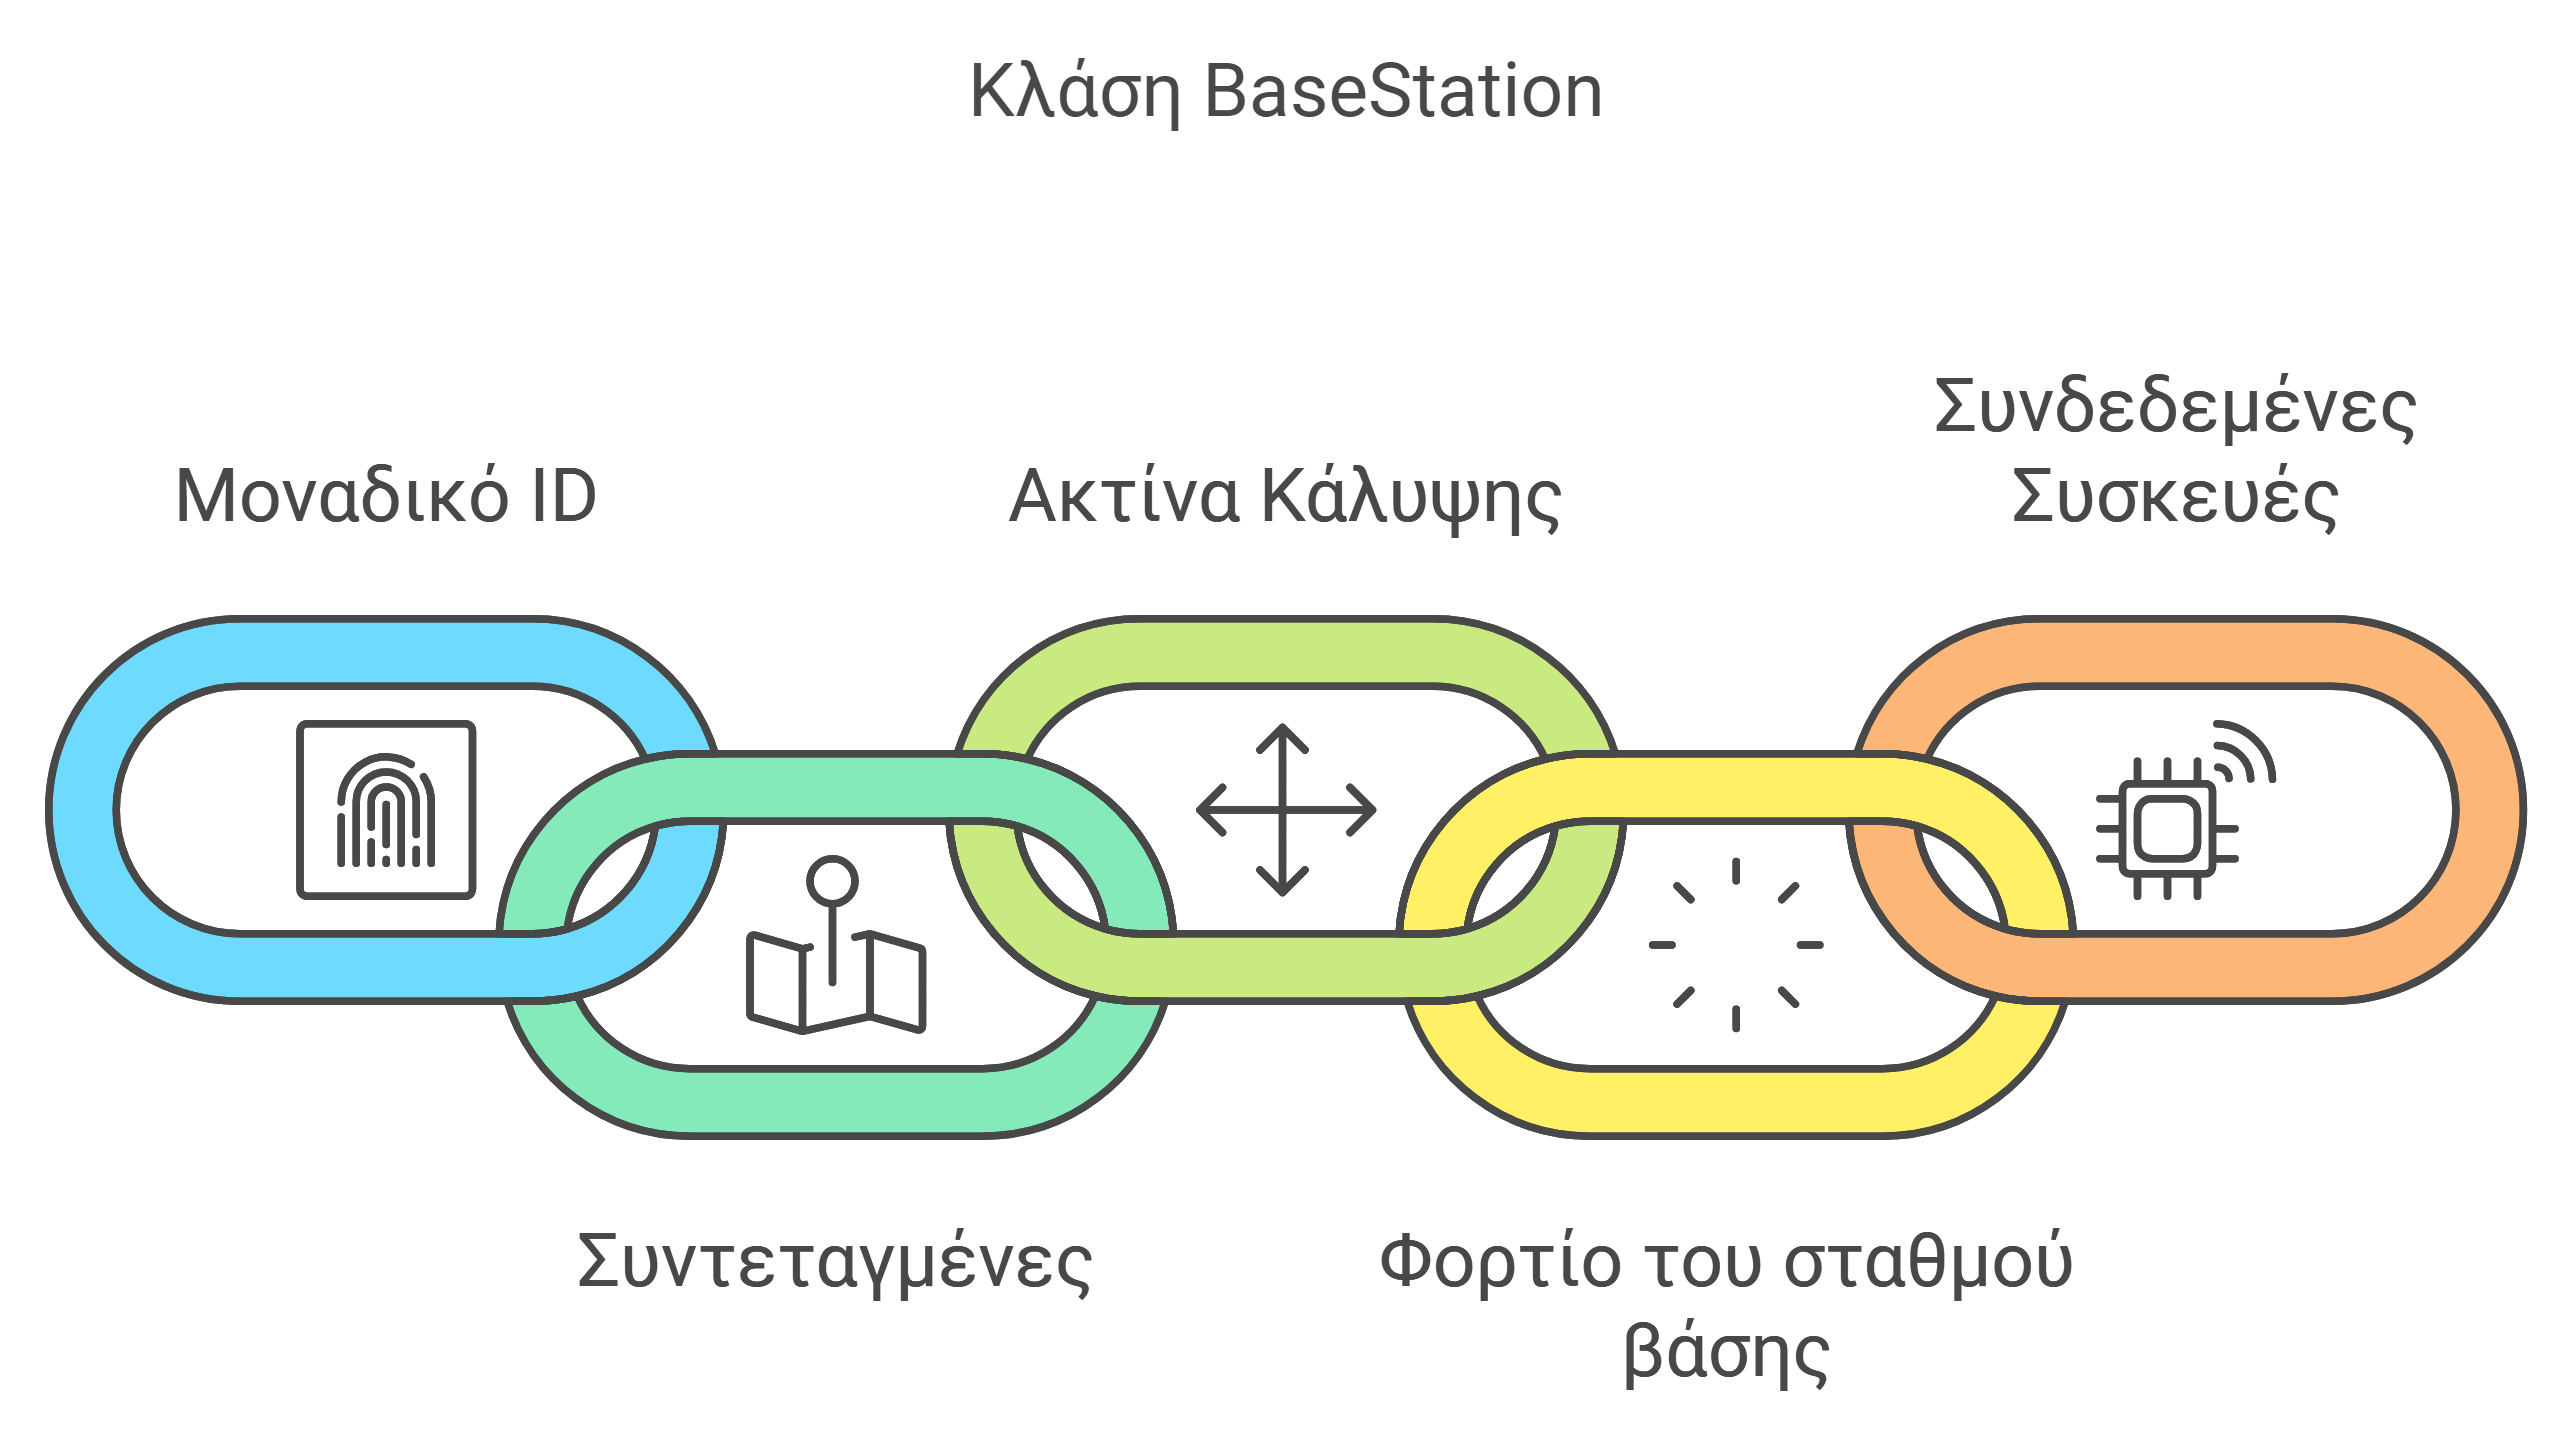 Κλάση BaseStation
Συνδεδεμένες
Μοναδικό ID
Ακτίνα Κάλυψης
Συσκευές
Συντεταγμένες
Φορτίο του σταθμού
βάσης